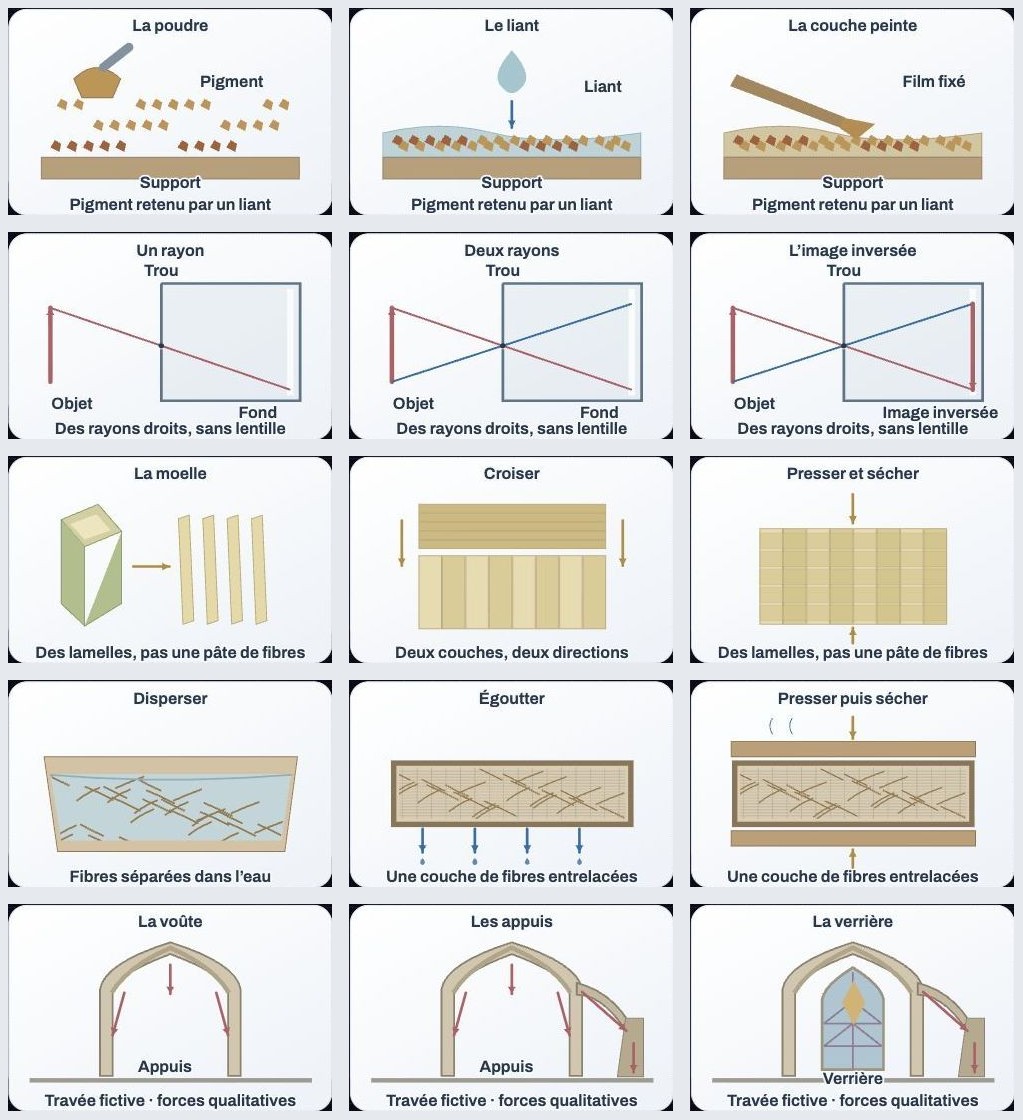 La poudre
Pigment
Support
Pigment retenu par un liant
Le liant
Liant
Support
Pigment retenu par un liant
La couche peinte
Film fixé
Support
Pigment retenu par un liant
Un rayon
Trou
Objet
Fond
Des rayons droits, sans lentille
Deux rayons
Trou
Objet
Fond
Des rayons droits, sans lentille
L’image inversée
Trou
Objet
Image inversée
Des rayons droits, sans lentille
La moelle
Des lamelles, pas une pâte de fibres
Croiser
Deux couches, deux directions
Presser et sécher
Des lamelles, pas une pâte de fibres
Disperser
Fibres séparées dans l’eau
Égoutter
Une couche de fibres entrelacées
Presser puis sécher
Une couche de fibres entrelacées
La voûte
Appuis
Travée fictive · forces qualitatives
Les appuis
Appuis
Travée fictive · forces qualitatives
La verrière
Verrière
Travée fictive · forces qualitatives